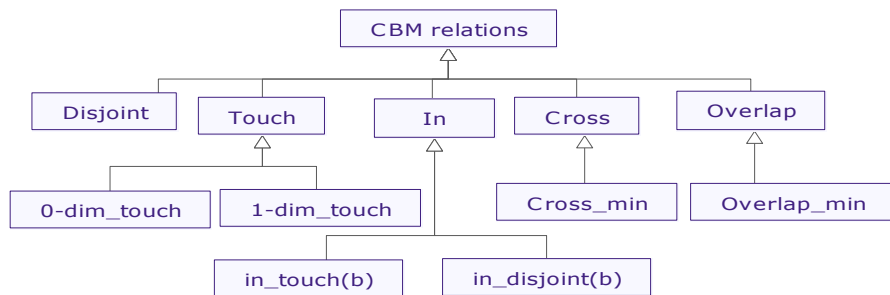 CBM relations
Disjoint
Touch
In
Cross
Overlap
0-dim_touch
1-dim_touch
Cross_min
Overlap_min
in_touch(b)
in_disjoint(b)